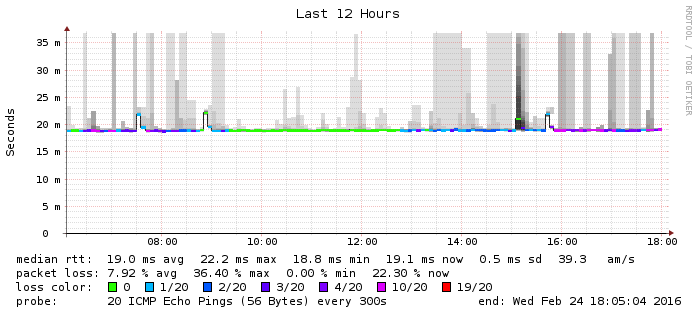 Last 12 Hours
RRDTOOL / TOBI OETIKER
Seconds
35 m
30 m
25 m
20 m
15 m
10 m
5 m
0
08:00 10:00 12:00 14:00 16:00 18:00
median rtt: 19.0 ms avg 22.2 ms max 18.8 ms min 19.1 ms now 0.5 ms sd 39.3 am/s
packet loss: 7.92 % avg 36.40 % max 0.00 % min 22.30 % now
loss color: 0 1/20 2/20 3/20 4/20 10/20 19/20
probe: 20 ICMP Echo Pings (56 Bytes) every 300s end: Wed Feb 24 18:05:04 2016